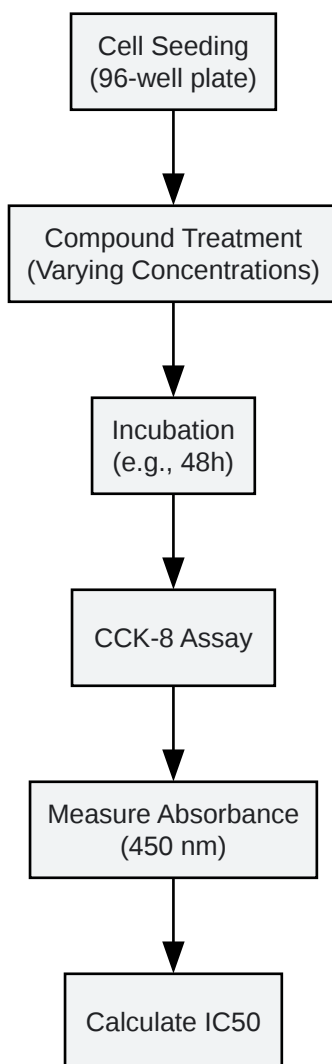 Cell Seeding
(96-well plate)
Compound Treatment
(Varying Concentrations)
Incubation
(e.g., 48h)
CCK-8 Assay
Measure Absorbance
(450 nm)
Calculate IC50